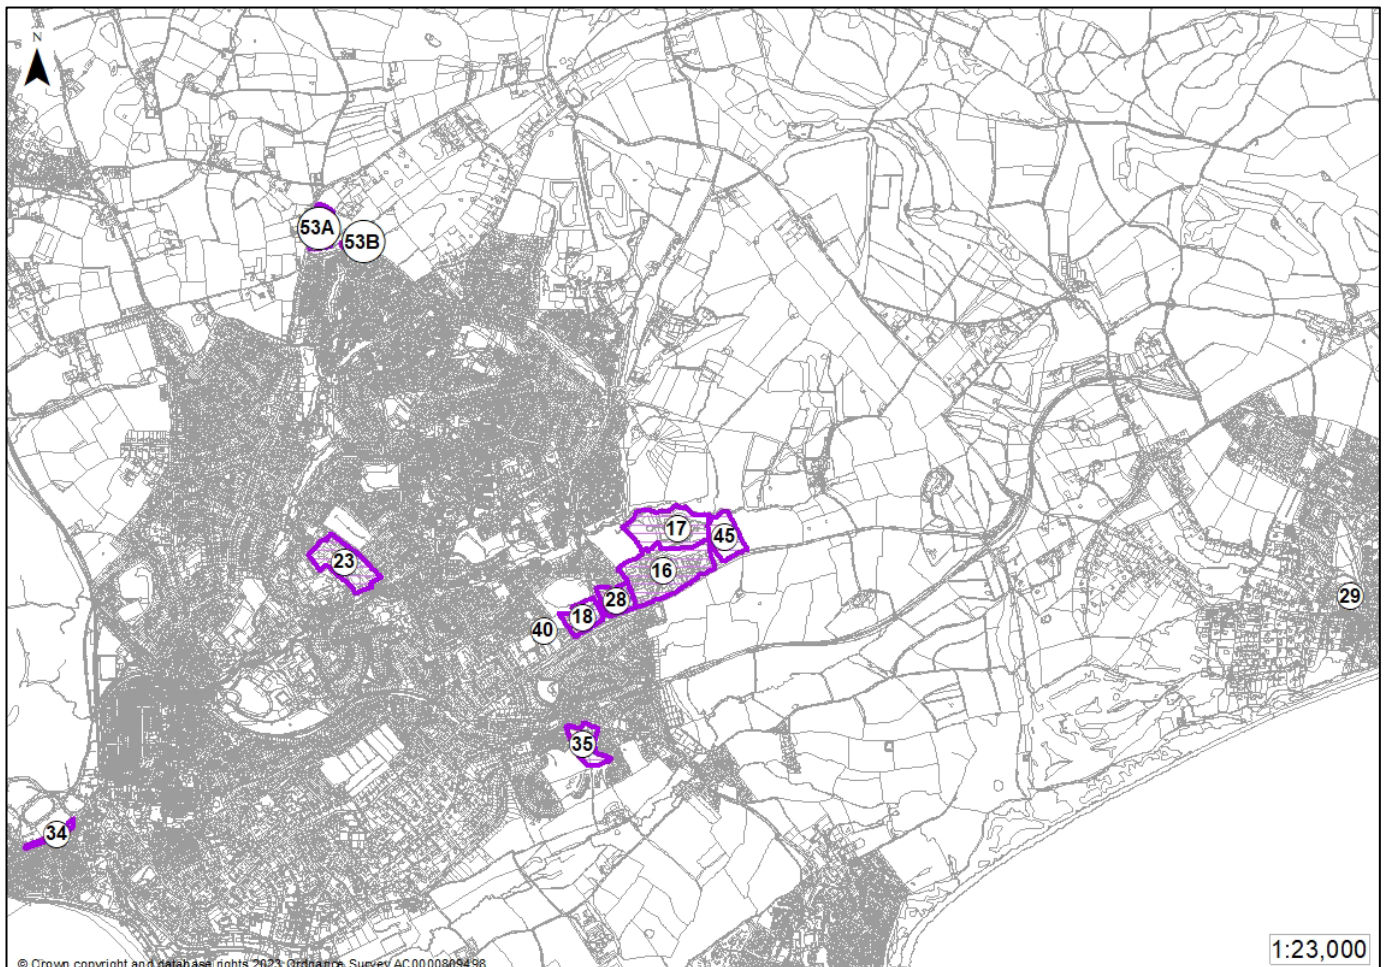 N
53A
53B
17
45
23
16
28
29
18
40
35
34
1:23,000
© Crown copyright and database rights 2023 Ordnance Survey AC0000809498